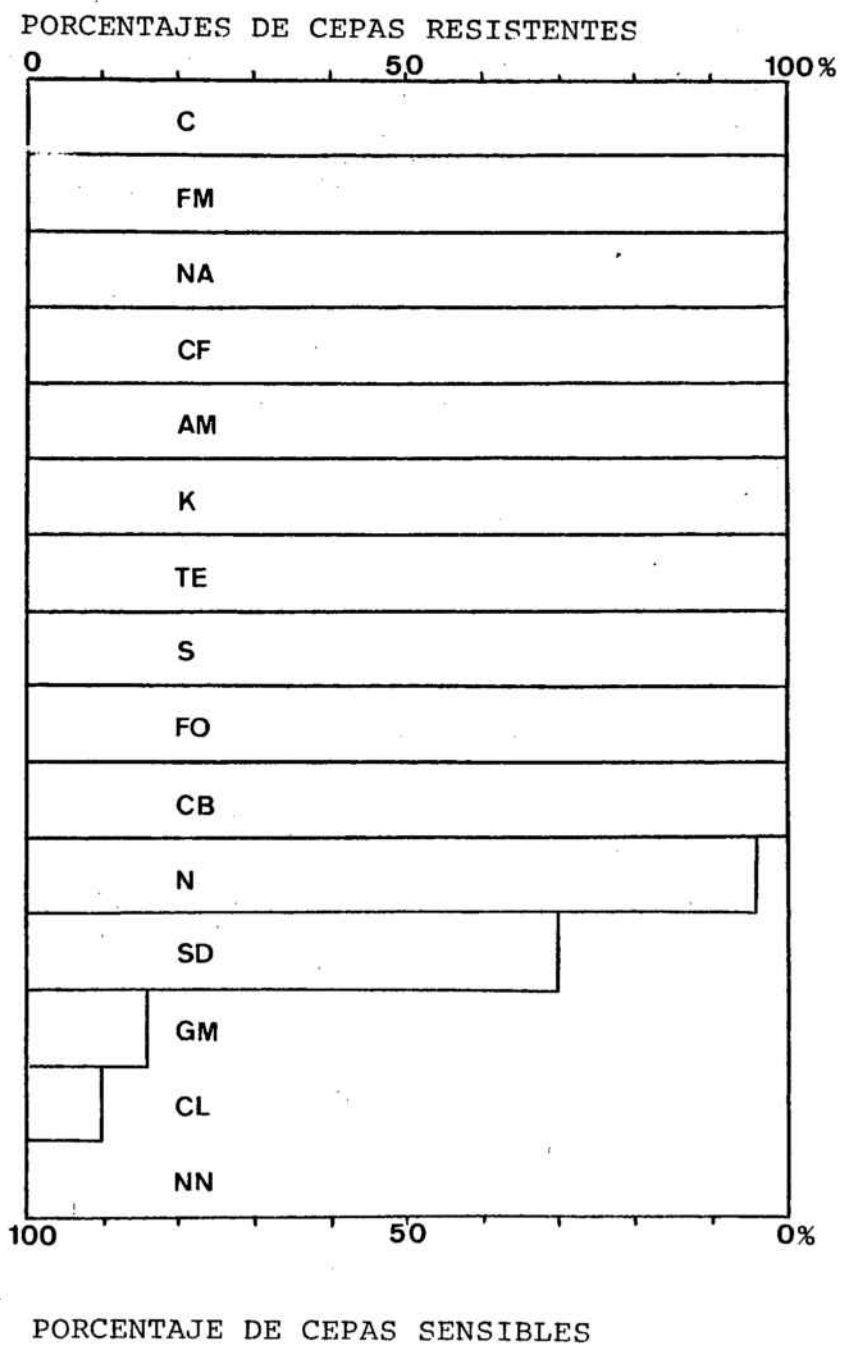 PORCENTAJES DE CEPAS RESISTENTES
0 50 100%
C
FM
NA
CF
AM
K
TE
S
FO
CB
N
SD
GM
CL
NN
100 50 0%
PORCENTAJE DE CEPAS SENSIBLES